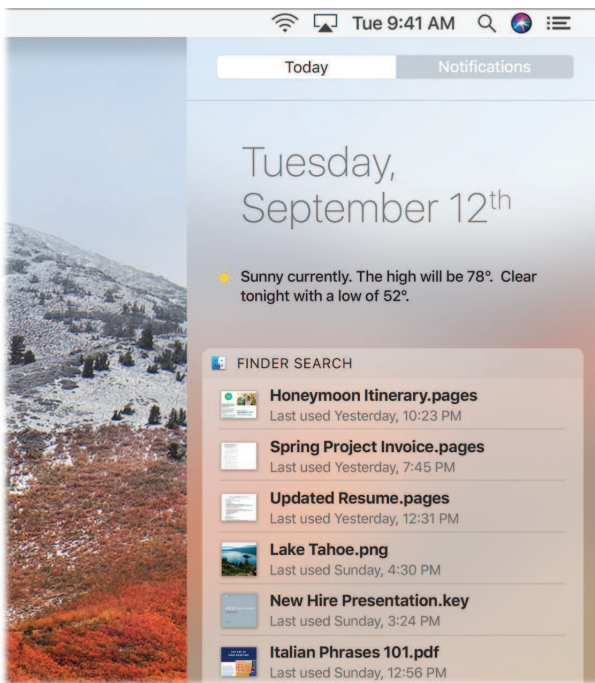 Tue 9:41 AM
Today
Notifications
Tuesday,
September 12th
Sunny currently. The high will be 78°. Clear
tonight with a low of 52°.
FINDER SEARCH
Honeymoon Itinerary.pages
Last used Yesterday, 10:23 PM
Spring Project Invoice.pages
Last used Yesterday, 7:45 PM
Updated Resume.pages
Last used Yesterday, 12:31 PM
Lake Tahoe.png
Last used Sunday, 4:30 PM
New Hire Presentation.key
Last used Sunday, 3:24 PM
Italian Phrases 101.pdf
Last used Sunday, 12:56 PM